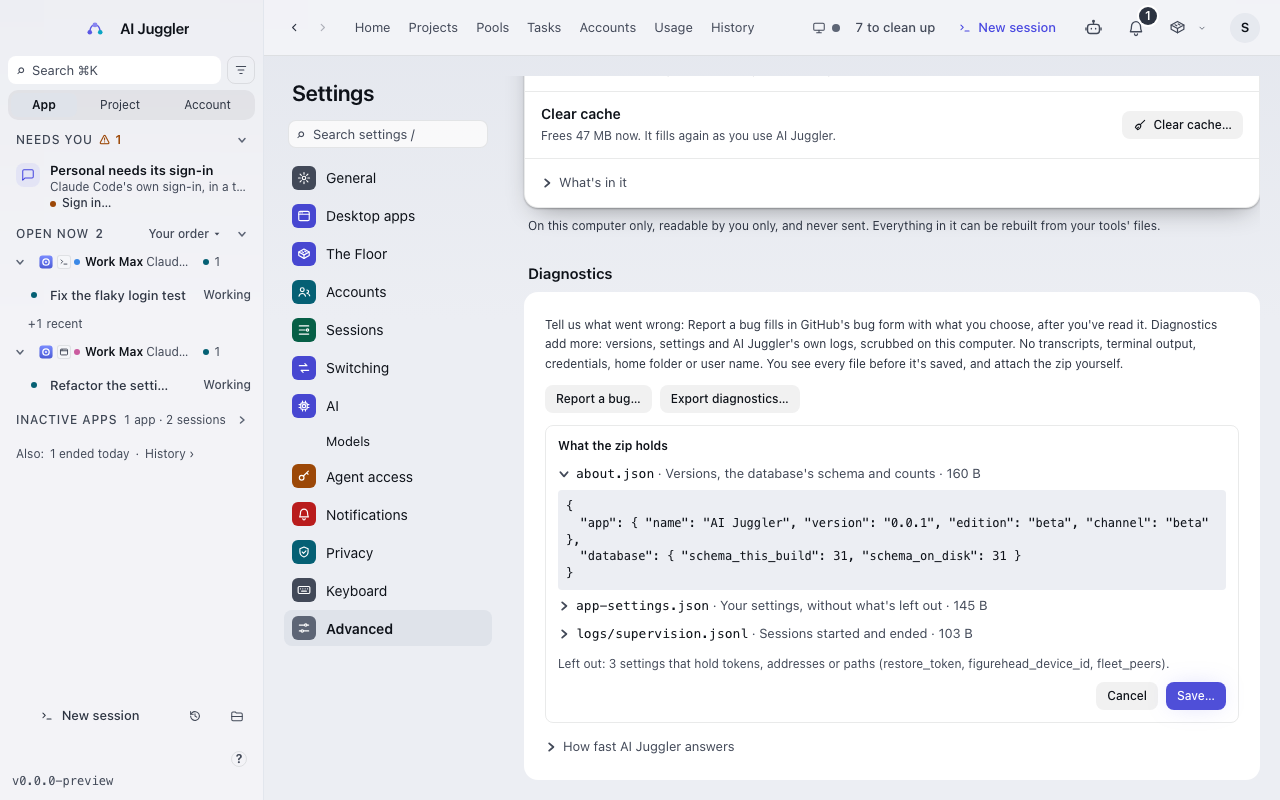 AI Juggler
Search ⌘K
App Project Account
NEEDS YOU 1
Personal needs its sign-in
Claude Code's own sign-in, in a t…
Sign in…
OPEN NOW 2 Your order
Work Max Claud… 1
Fix the flaky login test Working
+1 recent
Work Max Claud… 1
Refactor the setti… Working
INACTIVE APPS 1 app · 2 sessions
Also: 1 ended today · History ›
New session
?
v0.0.0-preview
Home Projects Pools Tasks Accounts Usage History 7 to clean up New session 1 S
Settings
Search settings /
General
Desktop apps
The Floor
Accounts
Sessions
Switching
AI
Models
Agent access
Notifications
Privacy
Keyboard
Advanced
Clear cache
Frees 47 MB now. It fills again as you use AI Juggler.
Clear cache…
What's in it
On this computer only, readable by you only, and never sent. Everything in it can be rebuilt from your tools' files.
Diagnostics
Tell us what went wrong: Report a bug fills in GitHub's bug form with what you choose, after you've read it. Diagnostics
add more: versions, settings and AI Juggler's own logs, scrubbed on this computer. No transcripts, terminal output,
credentials, home folder or user name. You see every file before it's saved, and attach the zip yourself.
Report a bug… Export diagnostics…
What the zip holds
about.json · Versions, the database's schema and counts · 160 B
{
"app": { "name": "AI Juggler", "version": "0.0.1", "edition": "beta", "channel": "beta"
},
"database": { "schema_this_build": 31, "schema_on_disk": 31 }
}
app-settings.json · Your settings, without what's left out · 145 B
logs/supervision.jsonl · Sessions started and ended · 103 B
Left out: 3 settings that hold tokens, addresses or paths (restore_token, figurehead_device_id, fleet_peers).
Cancel Save…
How fast AI Juggler answers